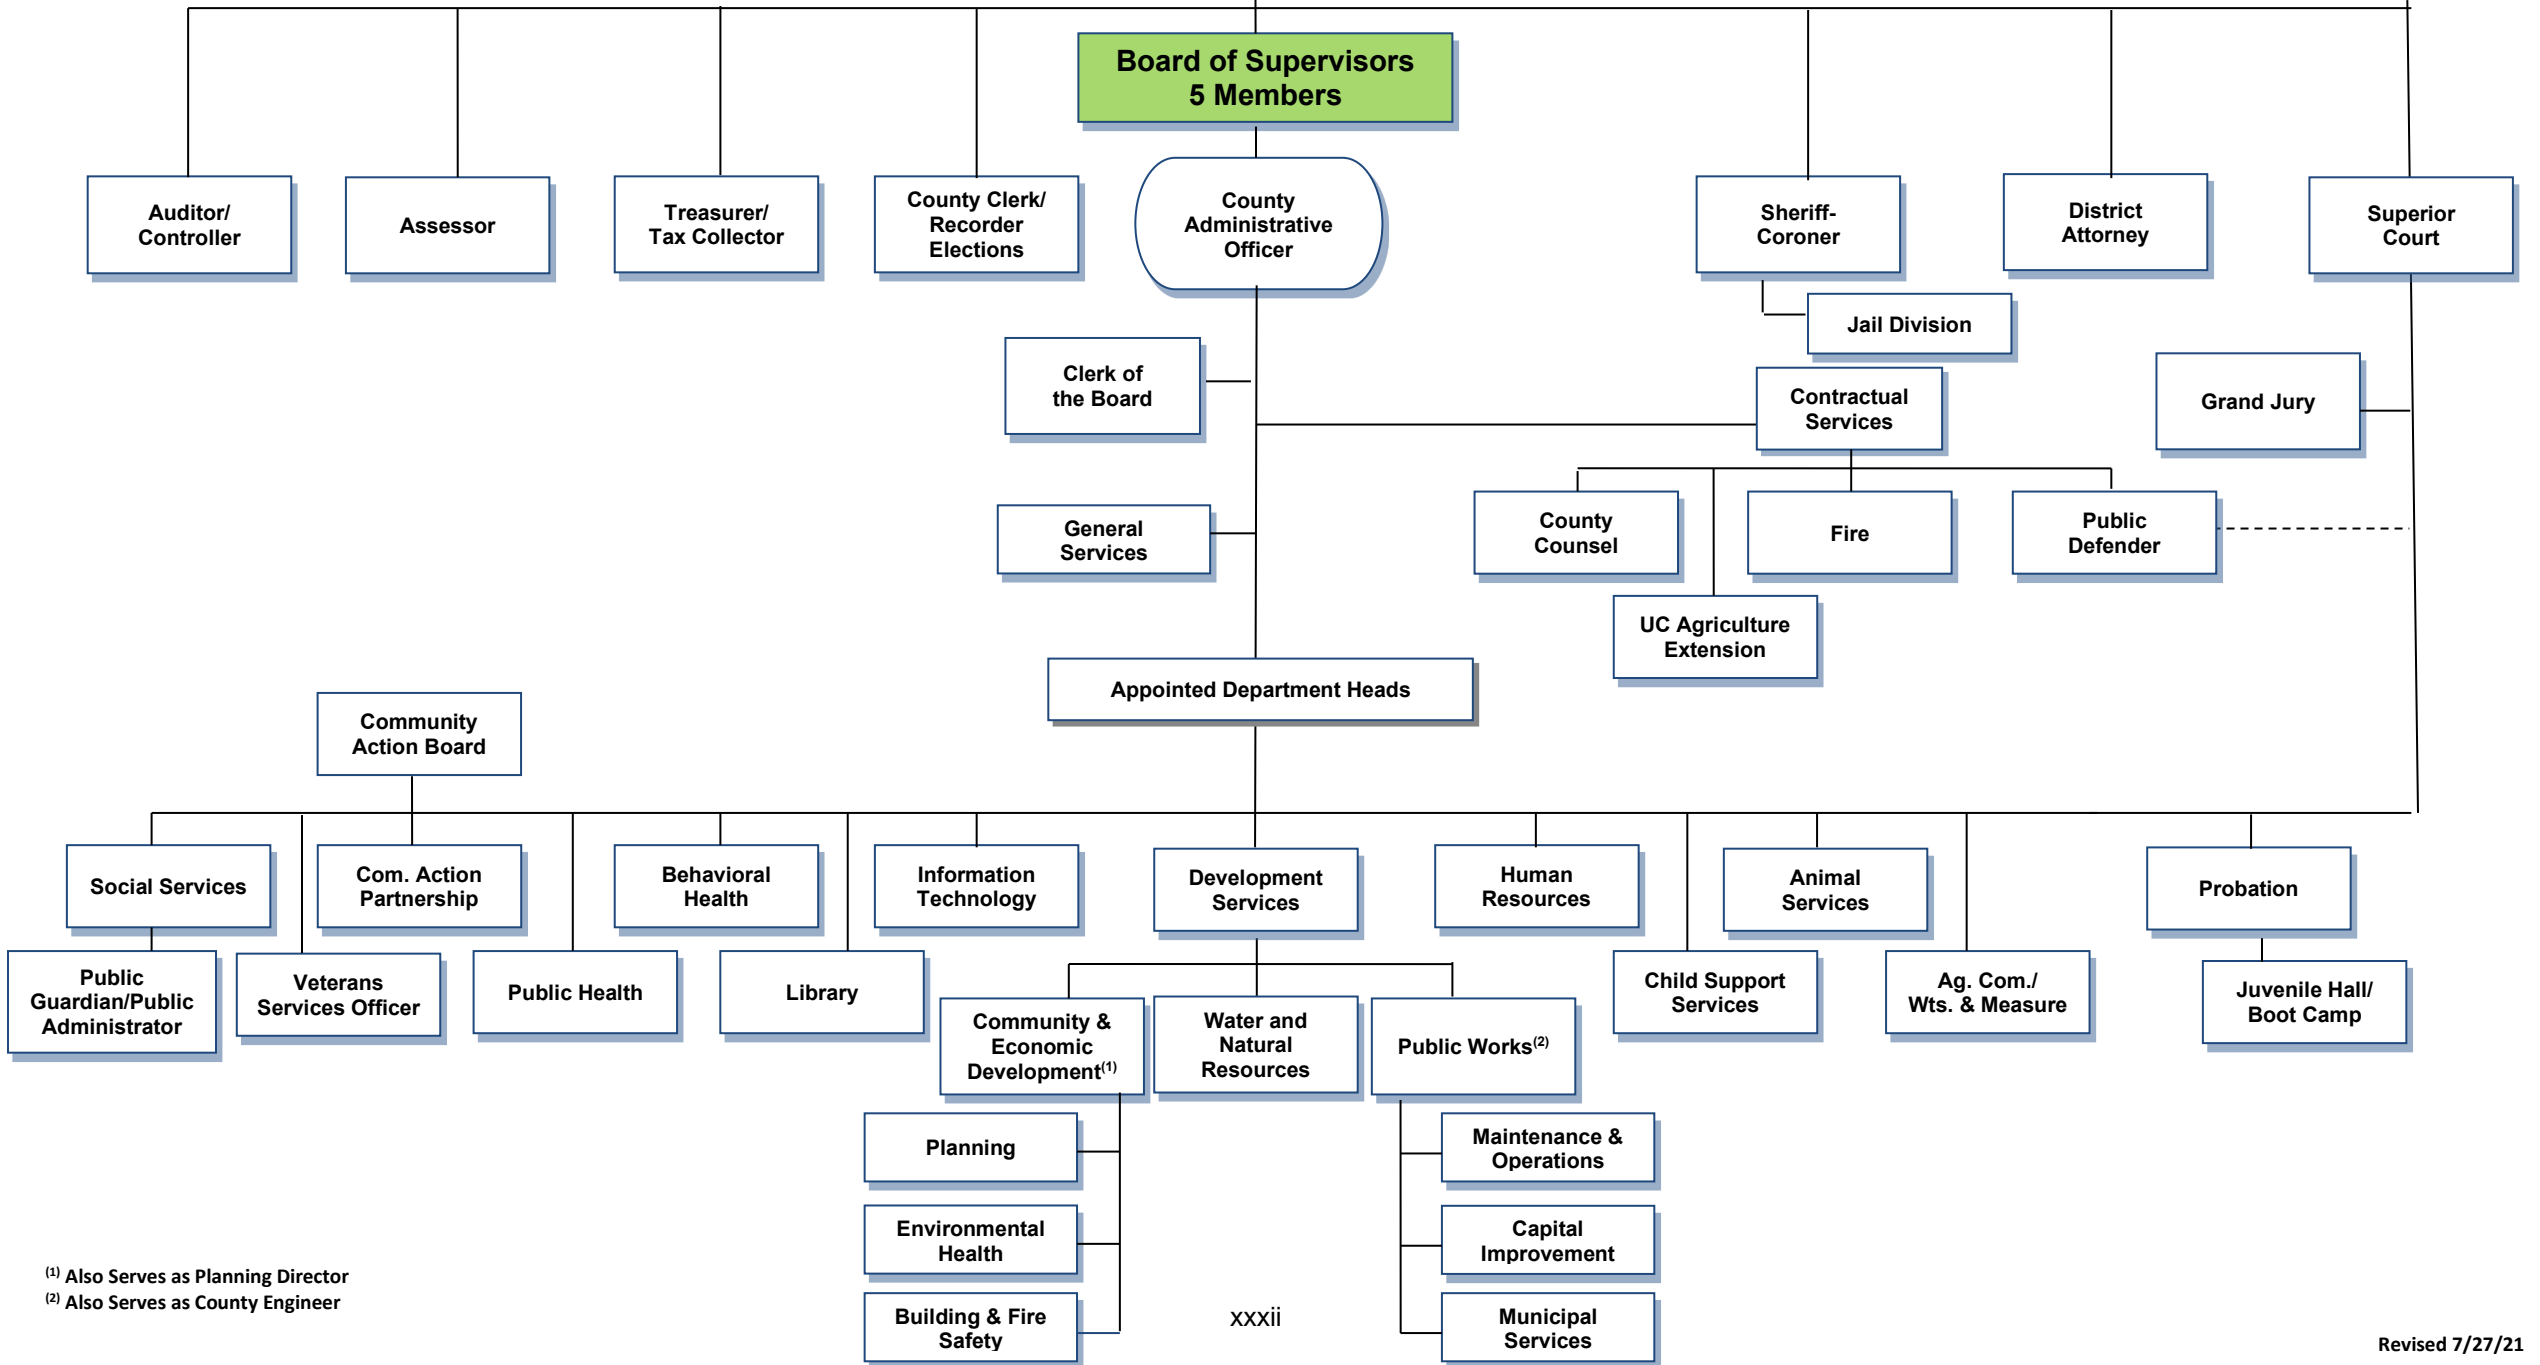 Board of Supervisors
5 Members
Auditor/
Controller
Assessor
Treasurer/
Tax Collector
County Clerk/
Recorder
Elections
County
Administrative
Officer
Sheriff-
Coroner
District
Attorney
Superior
Court
Jail Division
Clerk of
the Board
Contractual
Services
Grand Jury
General
Services
County
Counsel
Fire
Public
Defender
UC Agriculture
Extension
Appointed Department Heads
Community
Action Board
Social Services
Com. Action
Partnership
Behavioral
Health
Information
Technology
Development
Services
Human
Resources
Animal
Services
Probation
Public
Guardian/Public
Administrator
Veterans
Services Officer
Public Health
Library
Community &
Economic
Development(1)
Water and
Natural
Resources
Public Works(2)
Child Support
Services
Ag. Com./
Wts. & Measure
Juvenile Hall/
Boot Camp
Planning
Maintenance &
Operations
Environmental
Health
Capital
Improvement
Building & Fire
Safety
Municipal
Services
(1) Also Serves as Planning Director
(2) Also Serves as County Engineer
xxxii
Revised 7/27/21